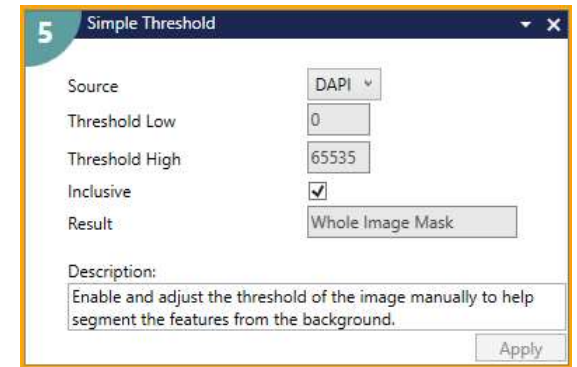 5
Simple Threshold
Source DAPI
Threshold Low 0
Threshold High 65535
Inclusive
Result Whole Image Mask
Description:
Enable and adjust the threshold of the image manually to help
segment the features from the background.
Apply